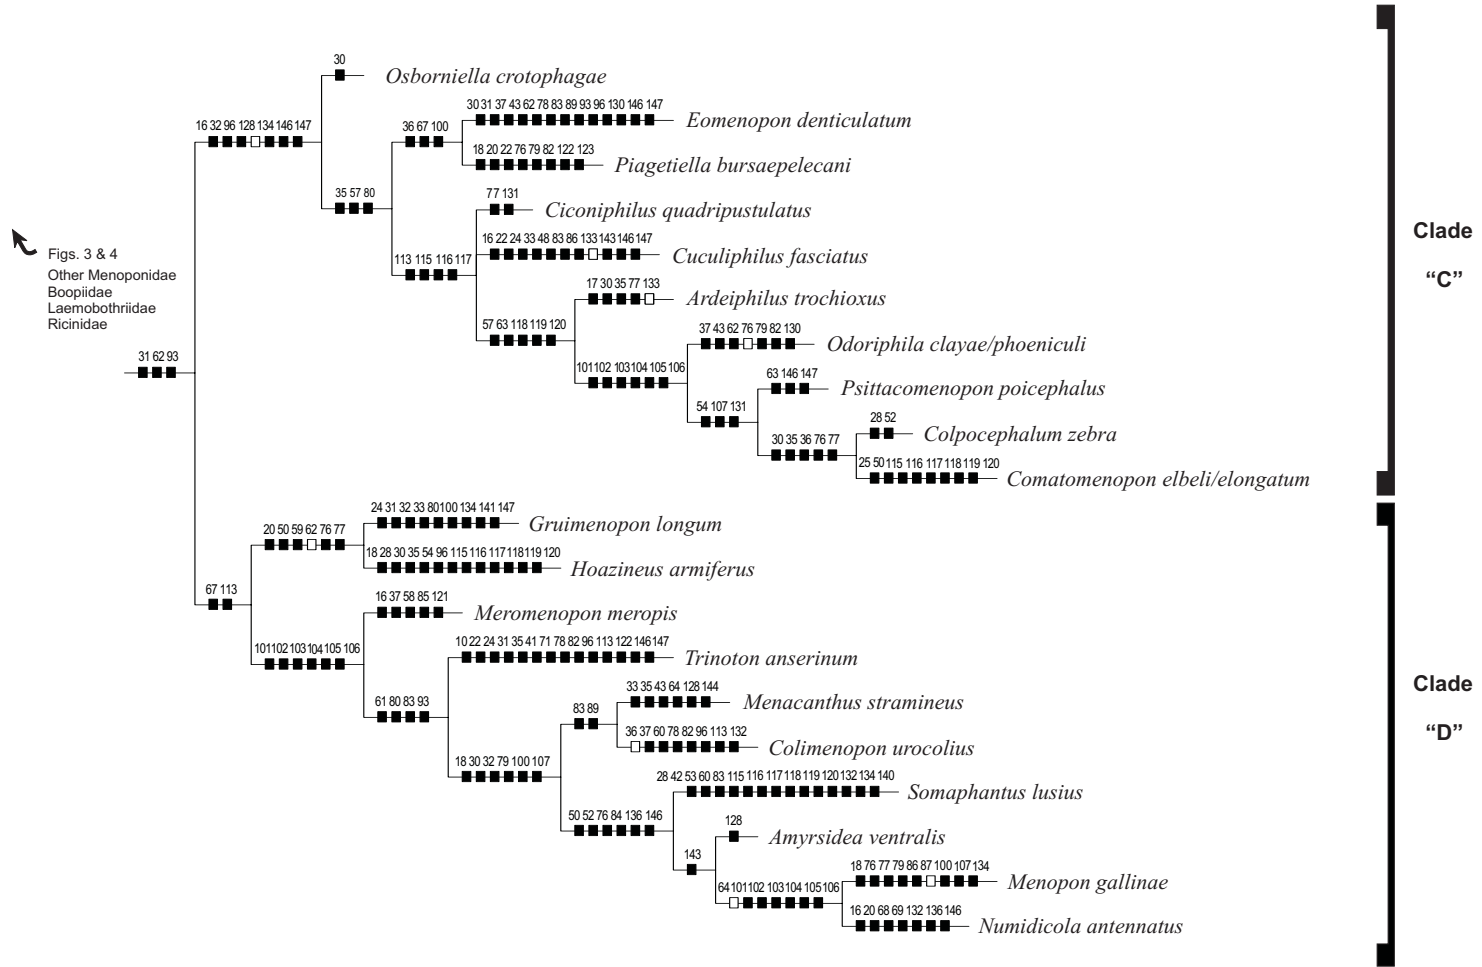 30
Osborniella crotophagae
30 31 37 43 62 78 83 89 93 96 130 146 147
Eomenopon denticulatum
16 32 96 128 134 146 147
36 67 100
18 20 22 76 79 82 122 123
Piagetiella bursaepelecani
35 57 80
77 131
Ciconiphilus quadripustulatus
Clade
“C”
16 22 24 33 48 83 86 133 143 146 147
Cuculiphilus fasciatus
113 115 116 117
Figs. 3 & 4
Other Menoponidae
Boopiidae
Laemobothriidae
Ricinidae
17 30 35 77 133
Ardeiphilus trochioxus
57 63 118 119 120
37 43 62 76 79 82 130
Odoriphila clayae/phoeniculi
31 62 93
101 102 103 104 105 106
63 146 147
Psittacomenopon poicephalus
54 107 131
28 52
Colpocephalum zebra
30 35 36 76 77
25 50 115 116 117 118 119 120
Comatomenopon elbeli/elongatum
24 31 32 33 80 100 134 141 147
Gruimenopon longum
20 50 59 62 76 77
18 28 30 35 54 96 115 116 117 118 119 120
Hoazineus armiferus
67 113
16 37 58 85 121
Meromenopon meropis
101 102 103 104 105 106
10 22 24 31 35 41 71 78 82 96 113 122 146 147
Trinoton anserinum
Clade
“D”
61 80 83 93
33 35 43 64 128 144
Menacanthus stramineus
83 89
36 37 60 78 82 96 113 132
Colimenopon urocolius
18 30 32 79 100 107
28 42 53 60 83 115 116 117 118 119 120 132 134 140
Somaphantus lusius
50 52 76 84 136 146
128
Amyrsidea ventralis
143
18 76 77 79 86 87 100 107 134
Menopon gallinae
64 101 102 103 104 105 106
16 20 68 69 132 136 146
Numidicola antennatus